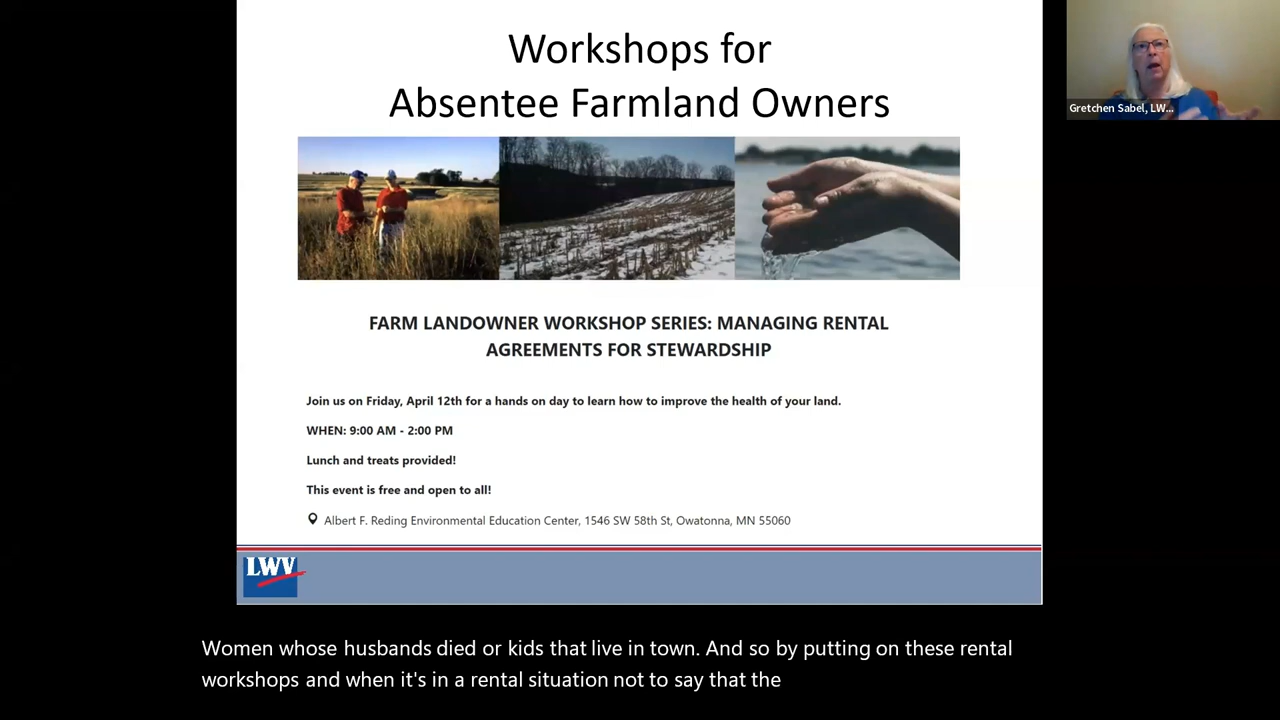 Workshops for
Absentee Farmland Owners
Gretchen Sabel, LW...
FARM LANDOWNER WORKSHOP SERIES: MANAGING RENTAL
AGREEMENTS FOR STEWARDSHIP
Join us on Friday, April 12th for a hands on day to learn how to improve the health of your land.
WHEN: 9:00 AM - 2:00 PM
Lunch and treats provided!
This event is free and open to all!
Albert F. Reding Environmental Education Center, 1546 SW 58th St, Owatonna, MN 55060
LWV
Women whose husbands died or kids that live in town. And so by putting on these rental
workshops and when it's in a rental situation not to say that the